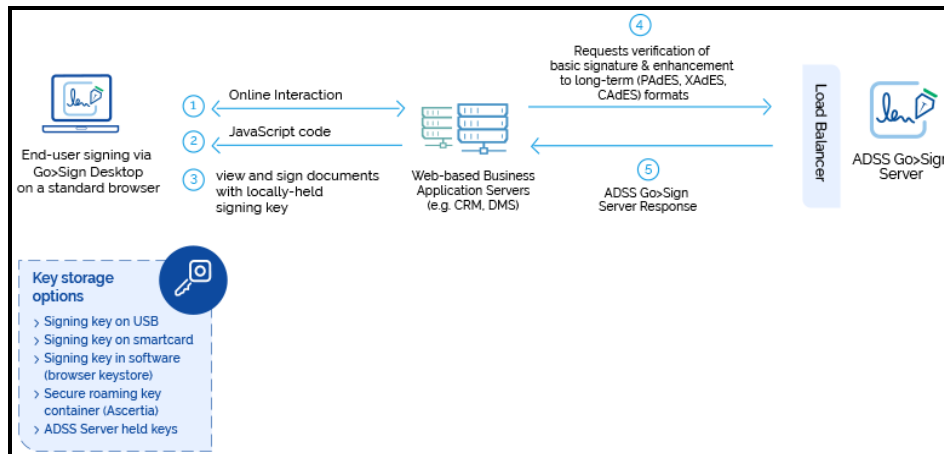 4
Requests verification of
basic signature & enhancement
to long-term (PAdES, XAdES,
CAdES) formats
1
Online Interaction
2
JavaScript code
3
view and sign documents
with locally-held
signing key
End-user signing via
Go>Sign Desktop
on a standard browser
Web-based Business
Application Servers
(e.g. CRM, DMS)
5
ADSS Go>Sign
Server Response
Load Balancer
ADSS Go>Sign
Server
Key storage
options
> Signing key on USB
> Signing key on smartcard
> Signing key in software
(browser keystore)
> Secure roaming key
container (Ascertia)
> ADSS Server held keys